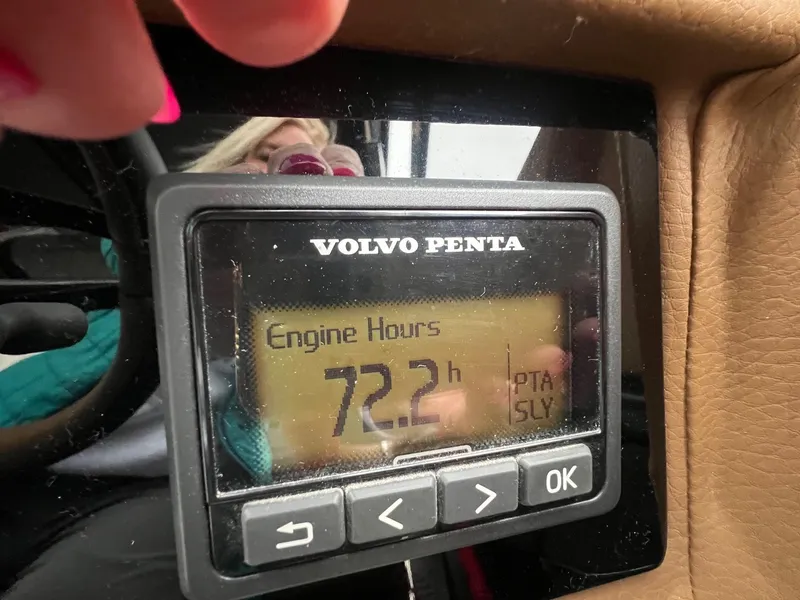 VOLVO PENTA
Engine Hours
72.2 h
PTA
SLY
OK